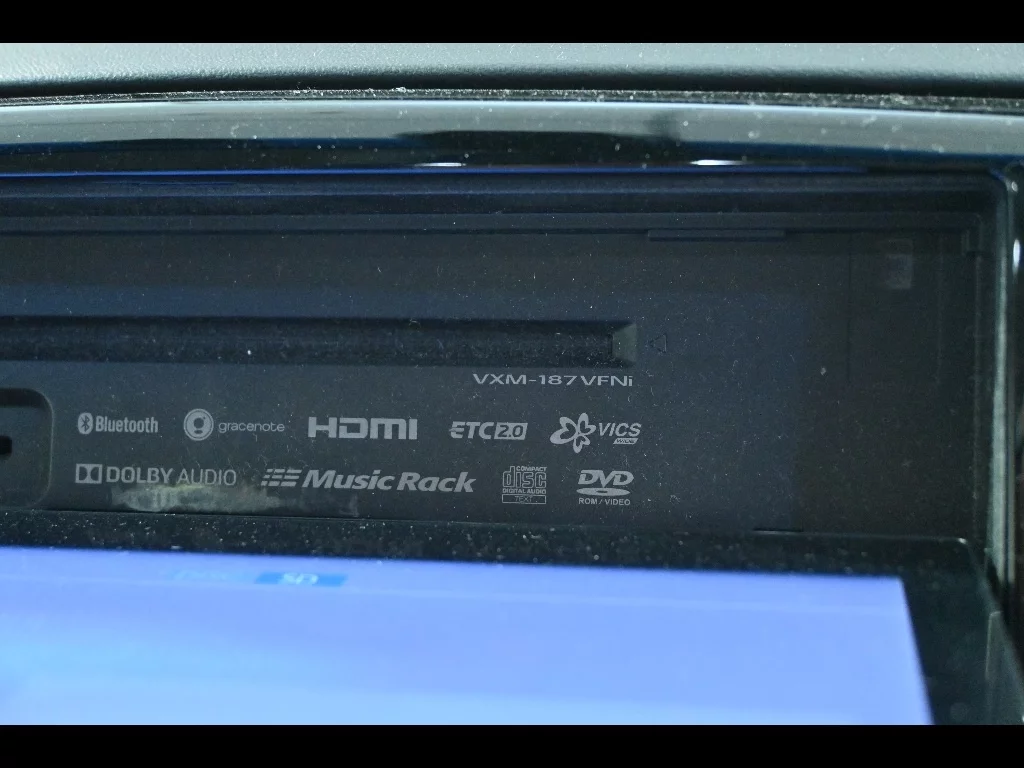 VXM-187VFNi
Bluetooth gracenote HDMI ETC2.0 VICS WIDE
DOLBY AUDIO Music Rack COMPACT disc DIGITAL AUDIO TEXT DVD ROM / VIDEO